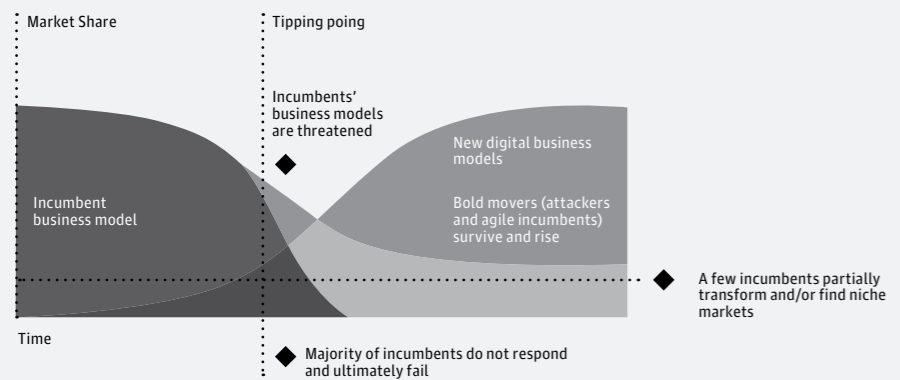 Market Share
Tipping poing
Incumbents'
business models
are threatened
New digital business
models
Incumbent
business model
Bold movers (attackers
and agile incumbents)
survive and rise
A few incumbents partially
transform and/or find niche
markets
Time
Majority of incumbents do not respond
and ultimately fail